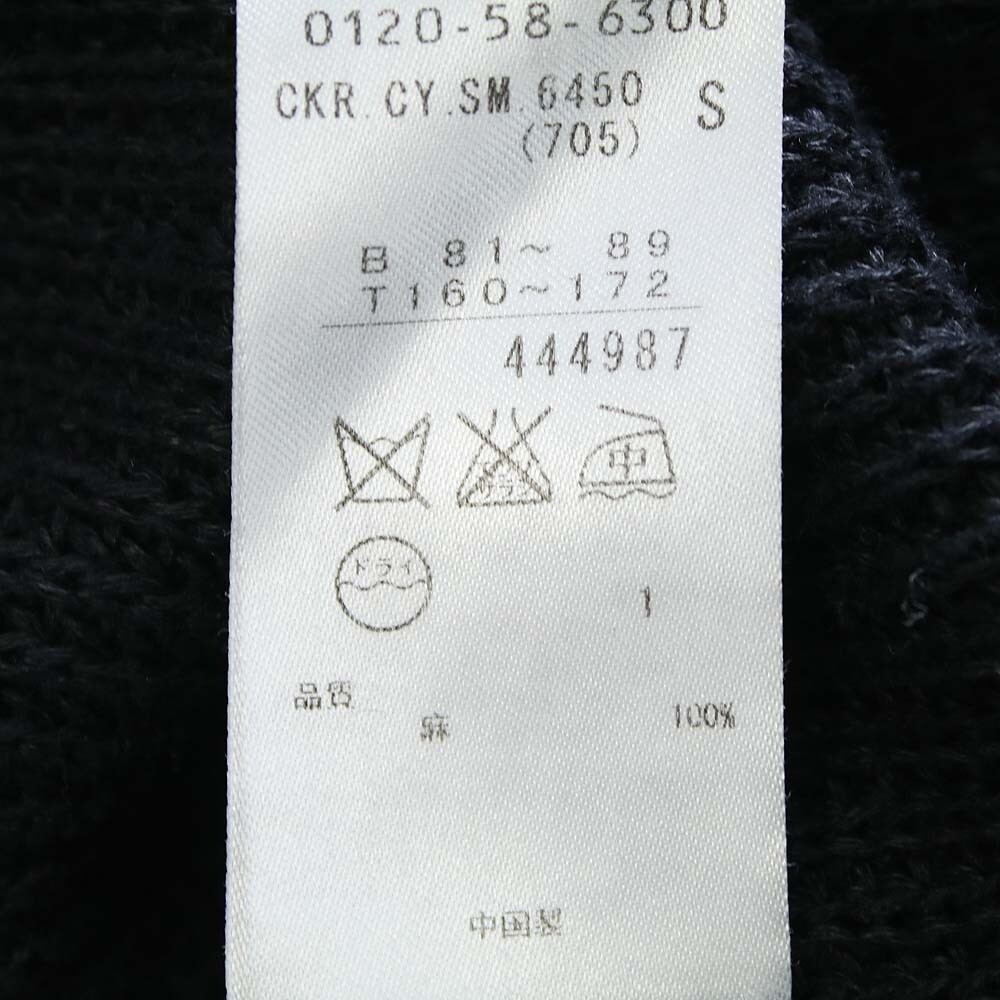 0120-58-6300
CKR.CY.SM.6450 S
(705)
B 81～ 89
T160～172
444987
中
ドライ
1
品質
麻 100%
中国製